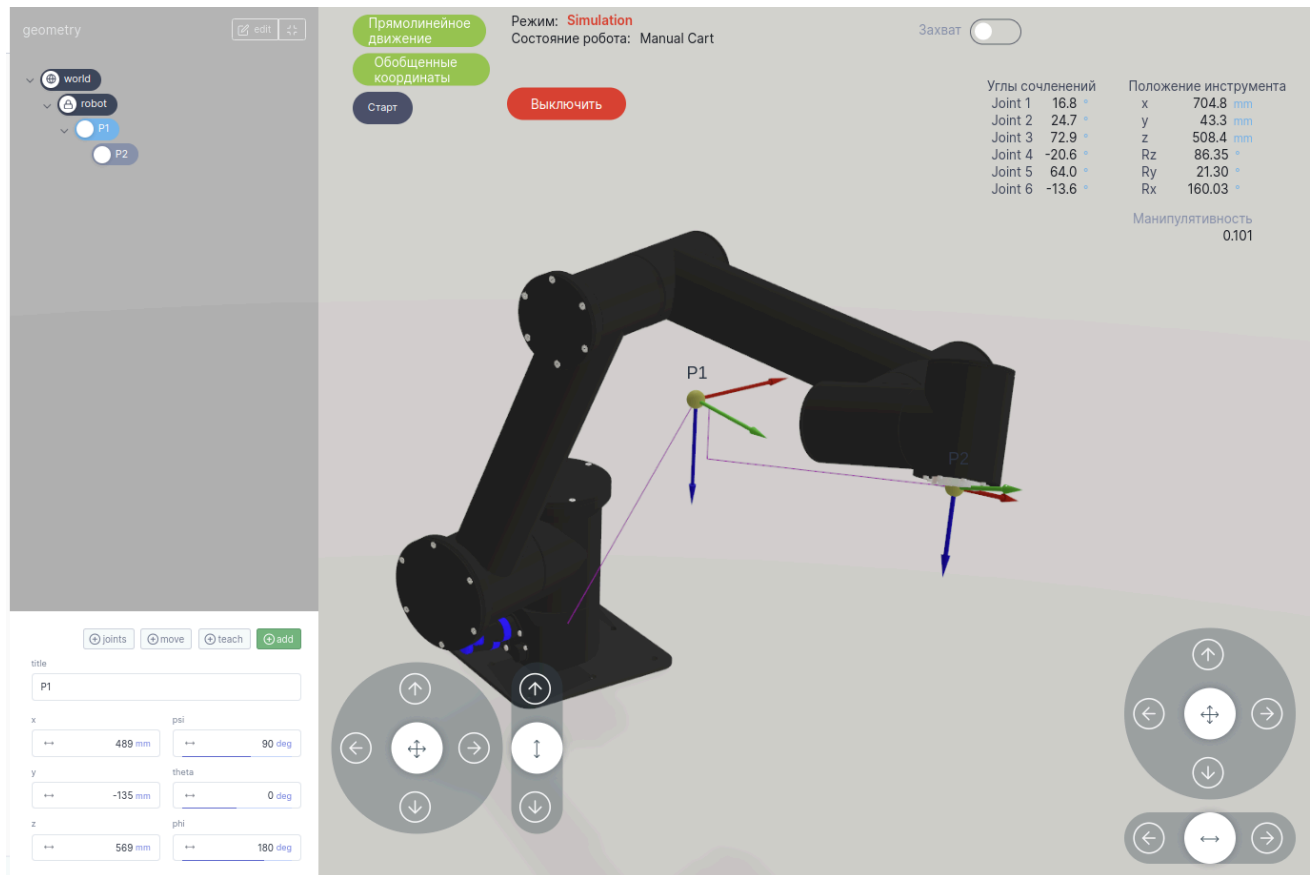 geometry
edit
world
robot
P1
P2
joints
move
teach
add
title
P1
x
489 mm
psi
90 deg
y
-135 mm
theta
0 deg
z
569 mm
phi
180 deg
Прямолинейное
движение
Обобщенные
координаты
Старт
Режим: Simulation
Состояние робота: Manual Cart
Выключить
Захват
Углы сочленений
Joint 1 16.8 °
Joint 2 24.7 °
Joint 3 72.9 °
Joint 4 -20.6 °
Joint 5 64.0 °
Joint 6 -13.6 °
Положение инструмента
x 704.8 mm
y 43.3 mm
z 508.4 mm
Rz 86.35 °
Ry 21.30 °
Rx 160.03 °
Манипулятивность
0.101
P1
P2